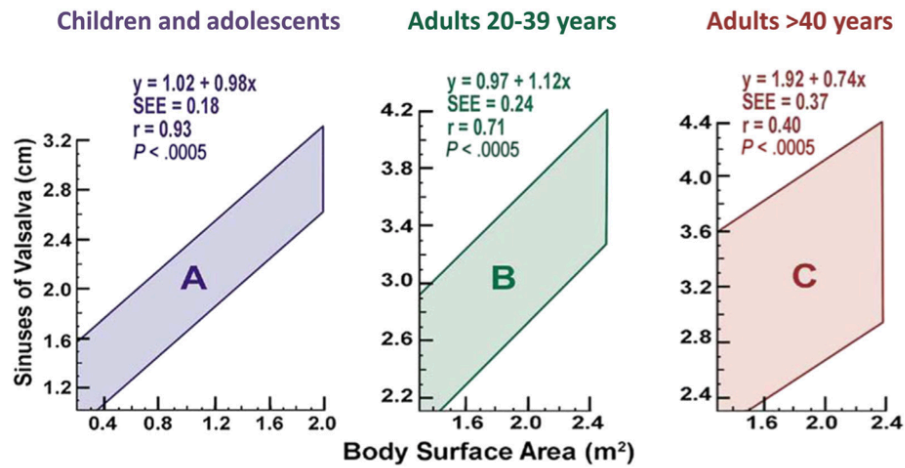 Children and adolescents
Adults 20-39 years
Adults >40 years
y = 1.02 + 0.98x
SEE = 0.18
r = 0.93
P < .0005
y = 0.97 + 1.12x
SEE = 0.24
r = 0.71
P < .0005
y = 1.92 + 0.74x
SEE = 0.37
r = 0.40
P < .0005
Sinuses of Valsalva (cm)
3.2
2.8
2.4
2.0
1.6
1.2
A
0.4 0.8 1.2 1.6 2.0
4.2
3.8
3.4
3.0
2.6
2.2
B
1.6 2.0 2.4
4.4
4.0
3.6
3.2
2.8
2.4
C
1.6 2.0 2.4
Body Surface Area (m²)